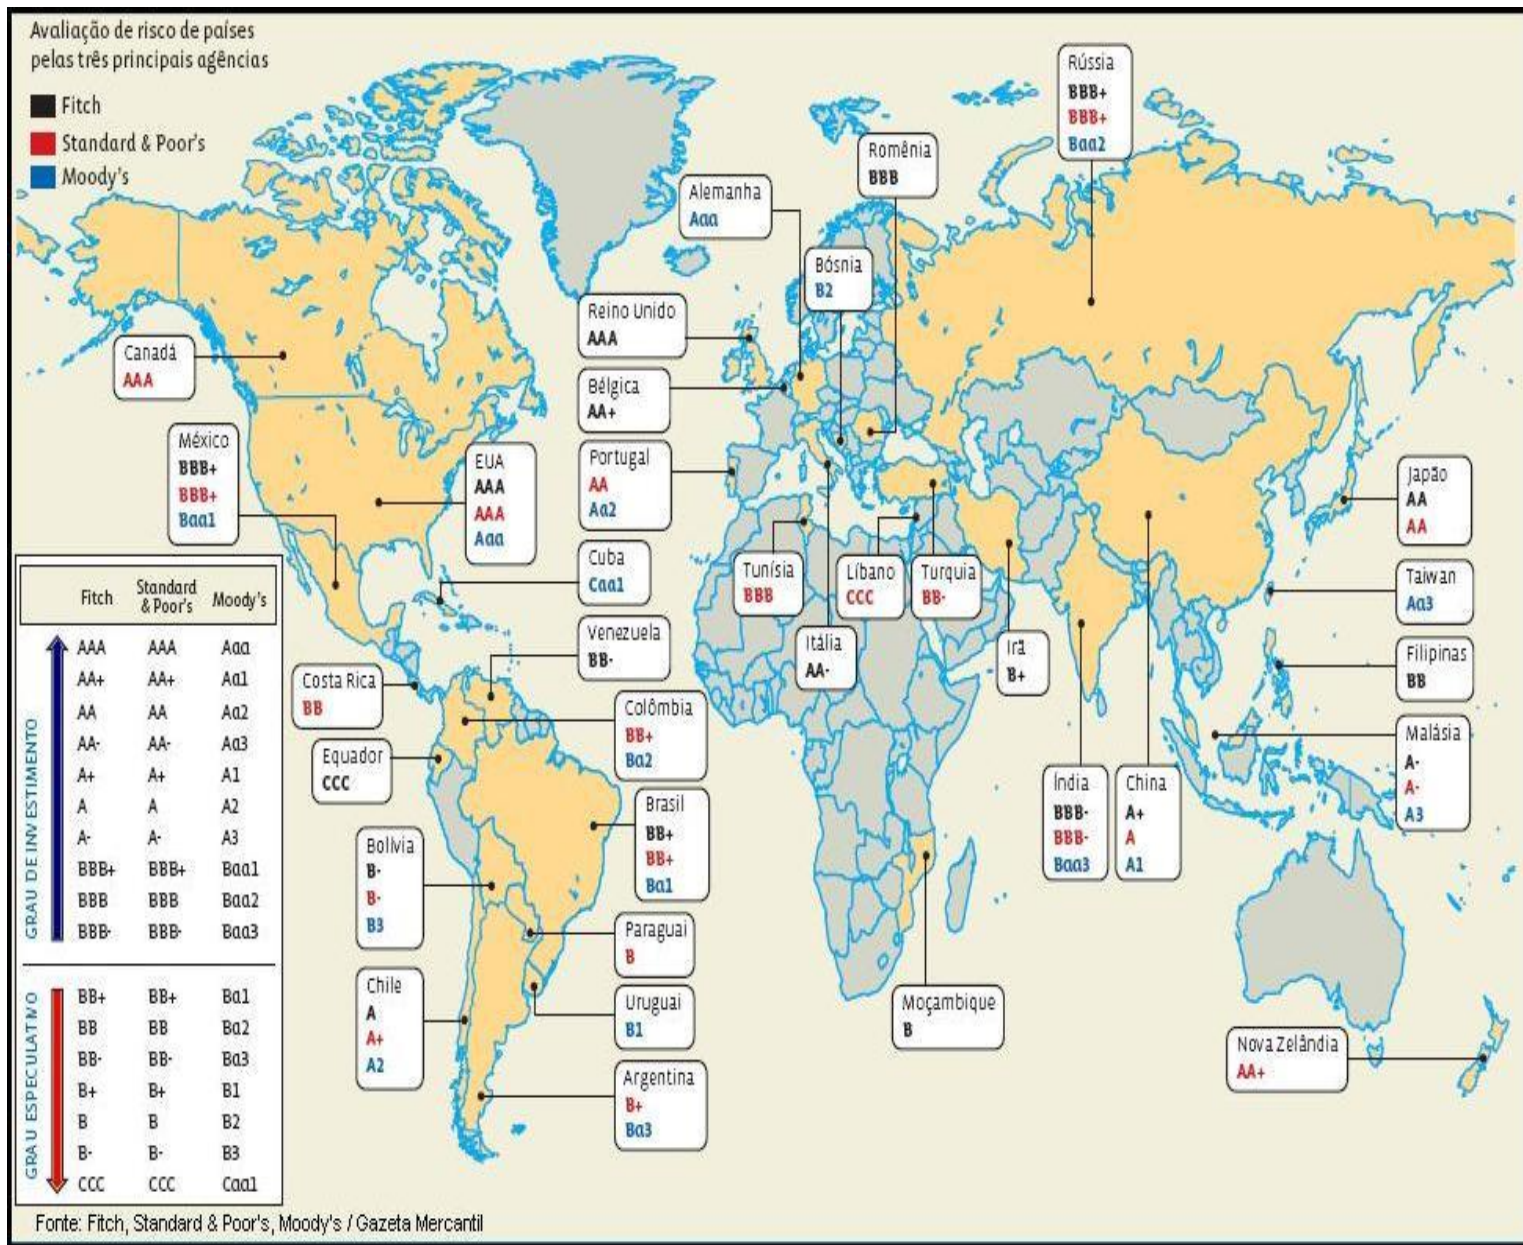 Avaliação de risco de países
pelas três principais agências
Fitch
Standard & Poor's
Moody's
Rússia
BBB+
BBB+
Baa2
Romênia
BBB
Alemanha
Aaa
Bósnia
B2
Reino Unido
AAA
Canadá
AAA
Bélgica
AA+
México
BBB+
BBB+
Baa1
EUA
AAA
AAA
Aaa
Portugal
AA
Aa2
Japão
AA
AA
Cuba
Caa1
Tunísia
BBB
Líbano
CCC
Turquia
BB-
Taiwan
Aa3
Venezuela
BB-
Itália
AA-
Irã
B+
Filipinas
BB
Costa Rica
BB
Colômbia
BB+
Ba2
Malásia
A-
A-
A3
Equador
CCC
Índia
BBB-
BBB-
Baa3
China
A+
A
A1
Brasil
BB+
BB+
Ba1
Bolívia
B-
B-
B3
Paraguai
B
Chile
A
A+
A2
Uruguai
B1
Moçambique
B
Nova Zelândia
AA+
Argentina
B+
Ba3
Fitch Standard & Poor's Moody's
GRAU DE INVESTIMENTO
AAA AAA Aaa
AA+ AA+ Aa1
AA AA Aa2
AA- AA- Aa3
A+ A+ A1
A A A2
A- A- A3
BBB+ BBB+ Baa1
BBB BBB Baa2
BBB- BBB- Baa3
GRAU ESPECULATIVO
BB+ BB+ Ba1
BB BB Ba2
BB- BB- Ba3
B+ B+ B1
B B B2
B- B- B3
CCC CCC Caa1
Fonte: Fitch, Standard & Poor's, Moody's / Gazeta Mercantil